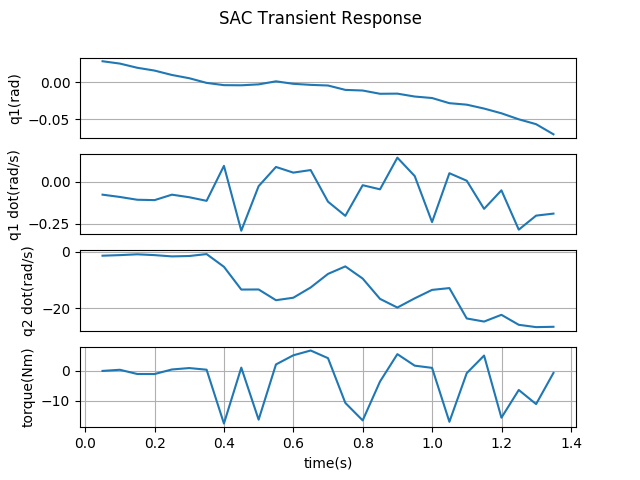 SAC Transient Response
q1(rad)
0.00
−0.05
q1 dot(rad/s)
0.00
−0.25
q2 dot(rad/s)
0
−20
torque(Nm)
0
−10
0.0 0.2 0.4 0.6 0.8 1.0 1.2 1.4
time(s)